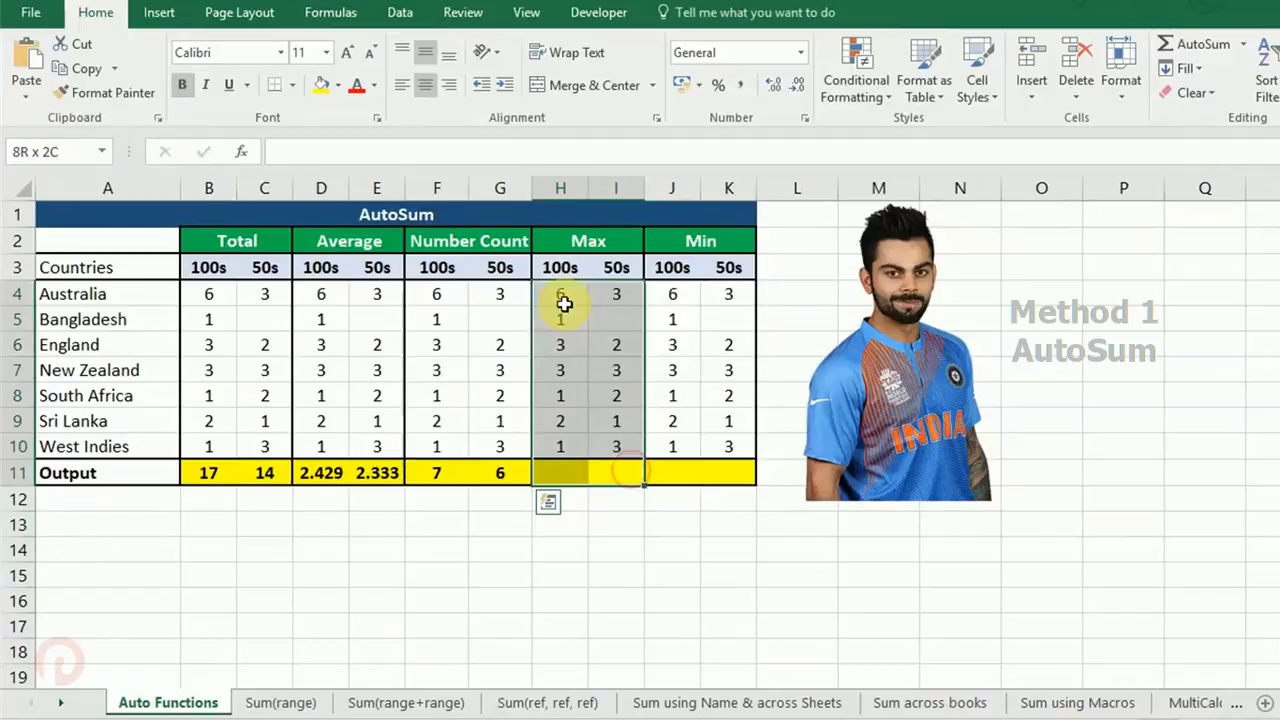 File Home Insert Page Layout Formulas Data Review View Developer Tell me what you want to do
Paste Cut Copy Format Painter
Clipboard
Calibri 11
B I U
Font
Wrap Text
Merge & Center
Alignment
General
Number
Conditional Formatting
Format as Table
Cell Styles
Styles
Insert Delete Format
Cells
AutoSum
Fill
Clear
Editing
8R x 2C fx
A B C D E F G H I J K L M N O P Q
1 AutoSum
2 Total Average Number Count Max Min
3 Countries 100s 50s 100s 50s 100s 50s 100s 50s 100s 50s
4 Australia 6 3 6 3 6 3 6 3 6 3
5 Bangladesh 1 1 1 1 1
6 England 3 2 3 2 3 2 3 2 3 2
7 New Zealand 3 3 3 3 3 3 3 3 3 3
8 South Africa 1 2 1 2 1 2 1 2 1 2
9 Sri Lanka 2 1 2 1 2 1 2 1 2 1
10 West Indies 1 3 1 3 1 3 1 3 1 3
11 Output 17 14 2.429 2.333 7 6
12
13
14
15
16
17
18
19
Method 1
AutoSum
INDIA
Auto Functions Sum(range) Sum(range+range) Sum(ref, ref, ref) Sum using Name & across Sheets Sum across books Sum using Macros MultiCalc ...